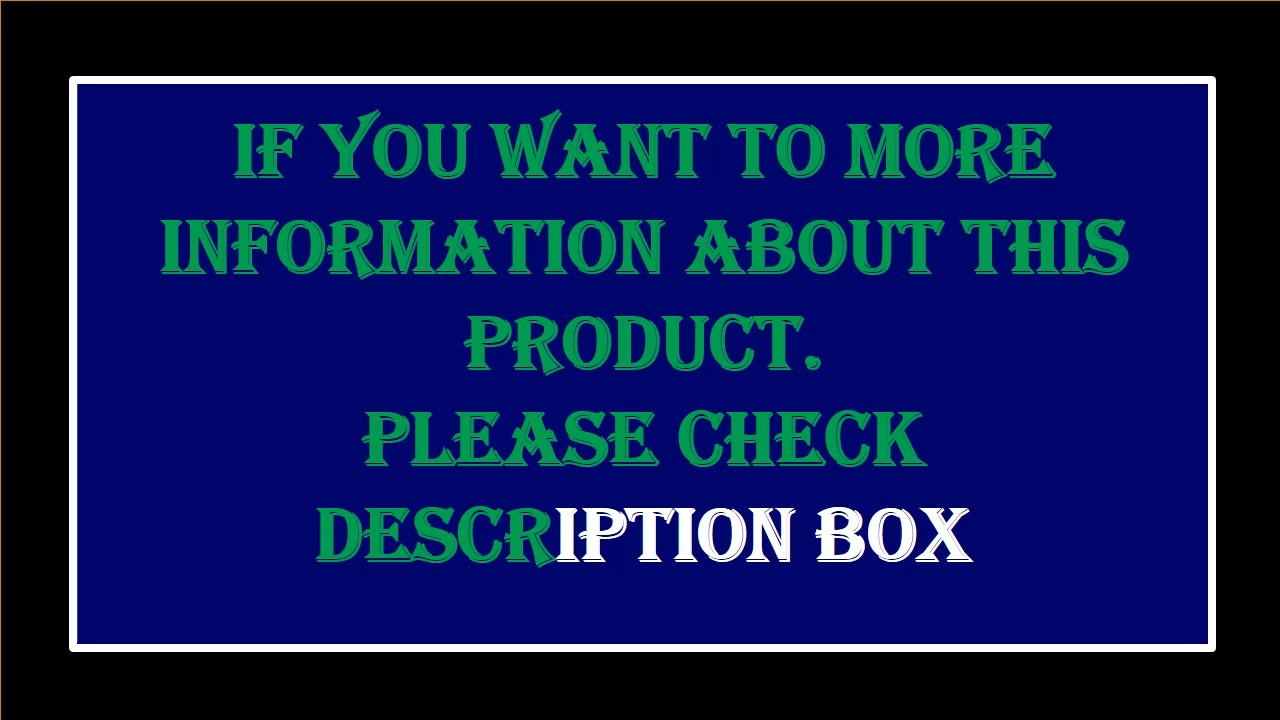 IF YOU WANT TO MORE
INFORMATION ABOUT THIS
PRODUCT.
PLEASE CHECK
DESCRIPTION BOX